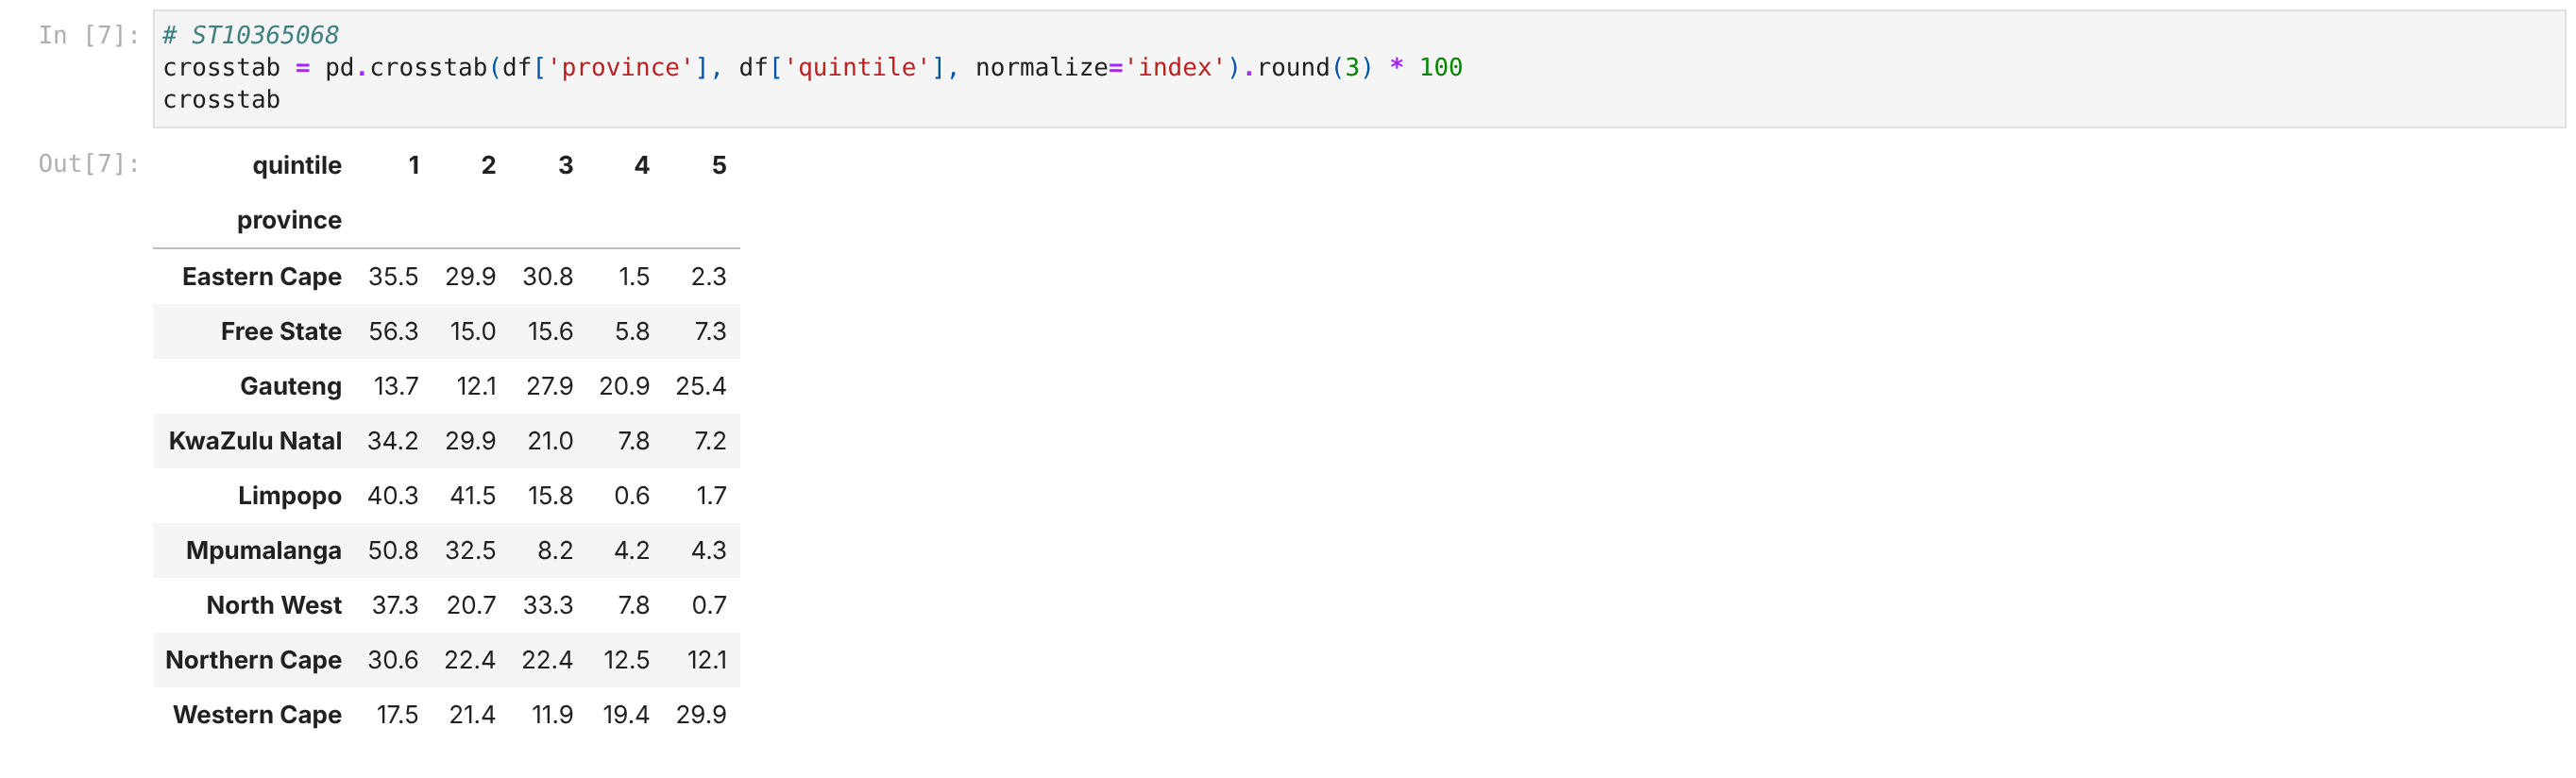 In [7]: # ST10365068
crosstab = pd.crosstab(df['province'], df['quintile'], normalize='index').round(3) * 100
crosstab
Out[7]: quintile 1 2 3 4 5
province
Eastern Cape 35.5 29.9 30.8 1.5 2.3
Free State 56.3 15.0 15.6 5.8 7.3
Gauteng 13.7 12.1 27.9 20.9 25.4
KwaZulu Natal 34.2 29.9 21.0 7.8 7.2
Limpopo 40.3 41.5 15.8 0.6 1.7
Mpumalanga 50.8 32.5 8.2 4.2 4.3
North West 37.3 20.7 33.3 7.8 0.7
Northern Cape 30.6 22.4 22.4 12.5 12.1
Western Cape 17.5 21.4 11.9 19.4 29.9